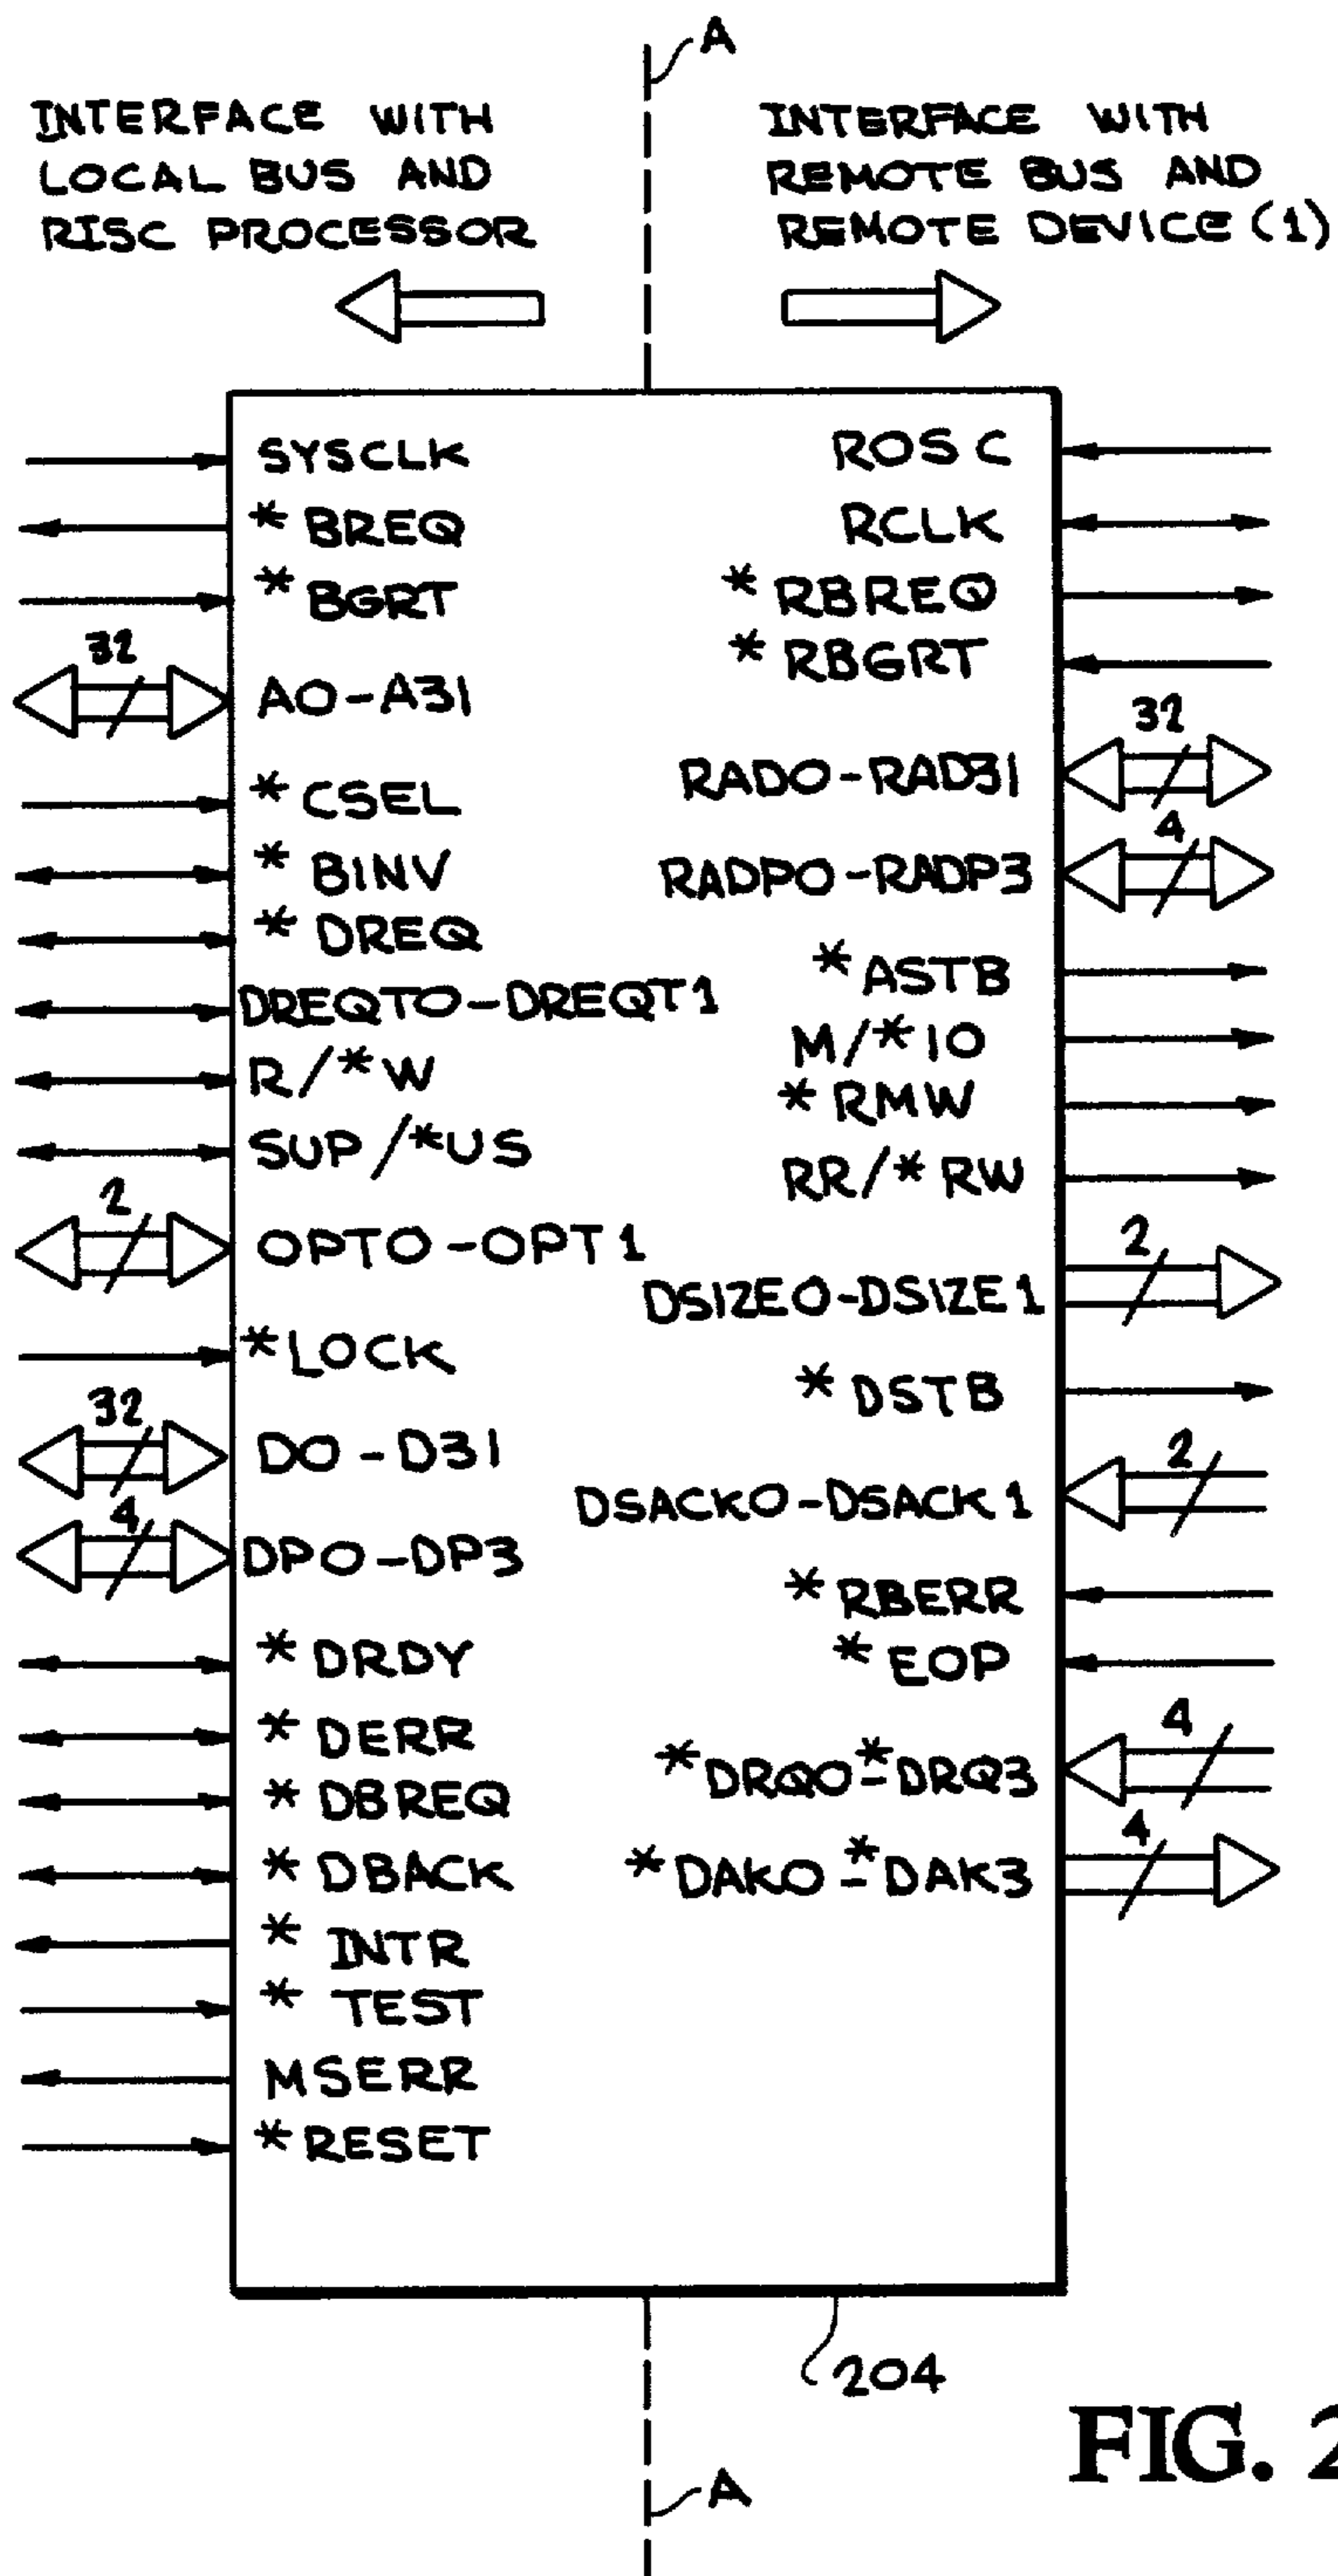 A
INTERFACE WITH
LOCAL BUS AND
RISC PROCESSOR
INTERFACE WITH
REMOTE BUS AND
REMOTE DEVICE (1)
SYSCLK
*BREQ
*BGRT
32
A0-A31
*CSEL
*BINV
*DREQ
DREQT0-DREQT1
R/*W
SUP/*US
2
OPT0-OPT1
*LOCK
32
D0-D31
4
DP0-DP3
*DRDY
*DERR
*DBREQ
*DBACK
*INTR
*TEST
MSERR
*RESET
ROSC
RCLK
*RBREQ
*RBGRT
32
RAD0-RAD31
4
RADP0-RADP3
*ASTB
M/*IO
*RMW
RR/*RW
2
DSIZE0-DSIZE1
*DSTB
2
DSACK0-DSACK1
*RBERR
*EOP
4
*DRQ0-*DRQ3
4
*DAK0-*DAK3
204
FIG. 2
A